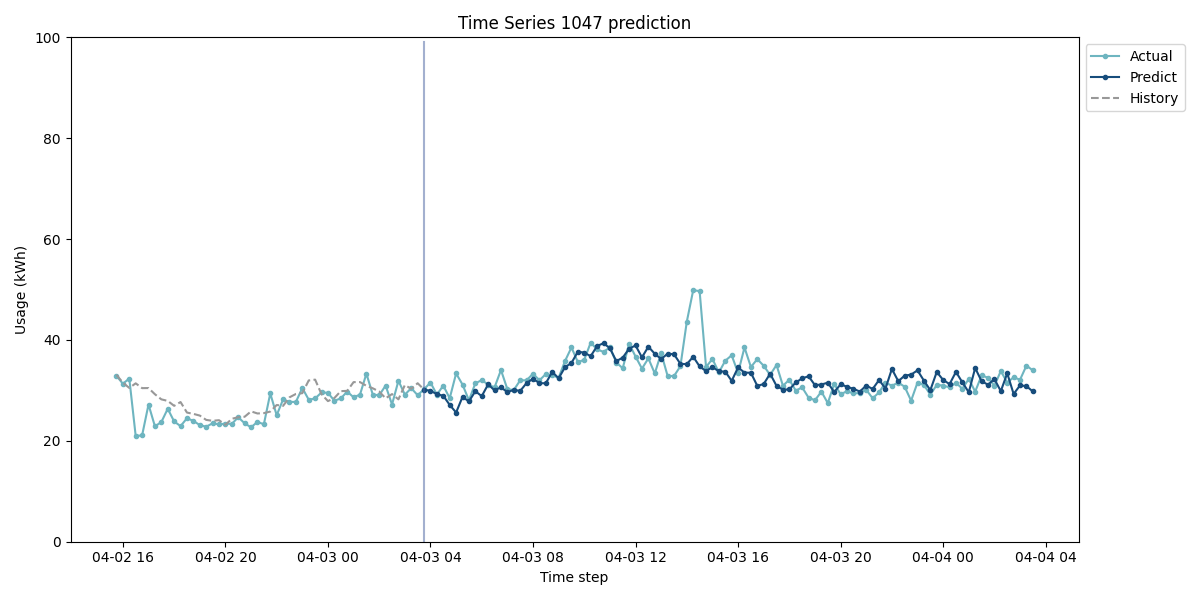 Time Series 1047 prediction
100
80
60
40
20
0
Usage (kWh)
04-02 16
04-02 20
04-03 00
04-03 04
04-03 08
04-03 12
04-03 16
04-03 20
04-04 00
04-04 04
Time step
Actual
Predict
History